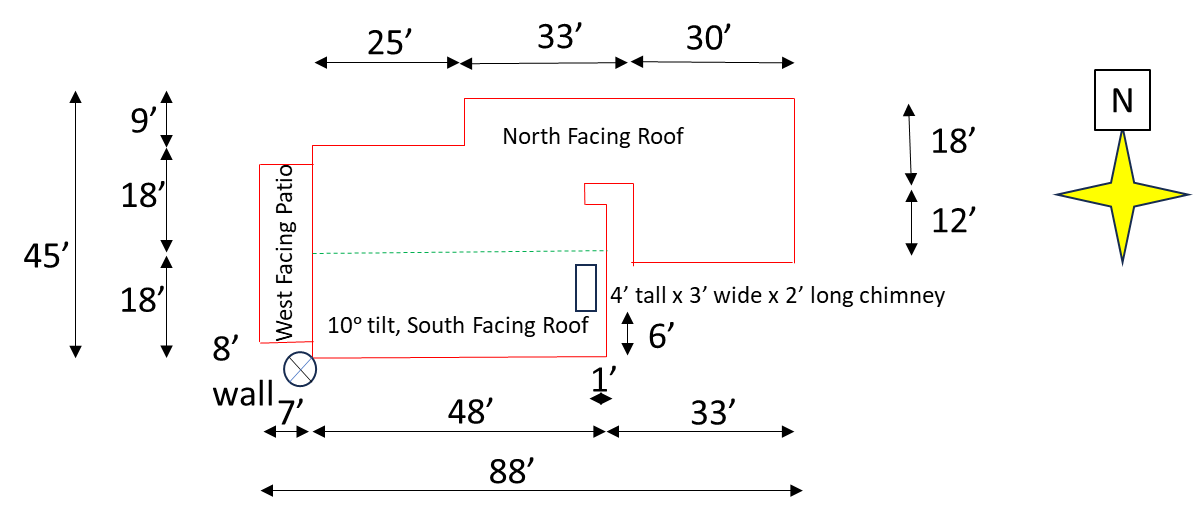 25’
33’
30’
N
9’
North Facing Roof
18’
18’
West Facing Patio
12’
45’
18’
4’ tall x 3’ wide x 2’ long chimney
10° tilt, South Facing Roof
6’
8’
wall
1’
7’
48’
33’
88’